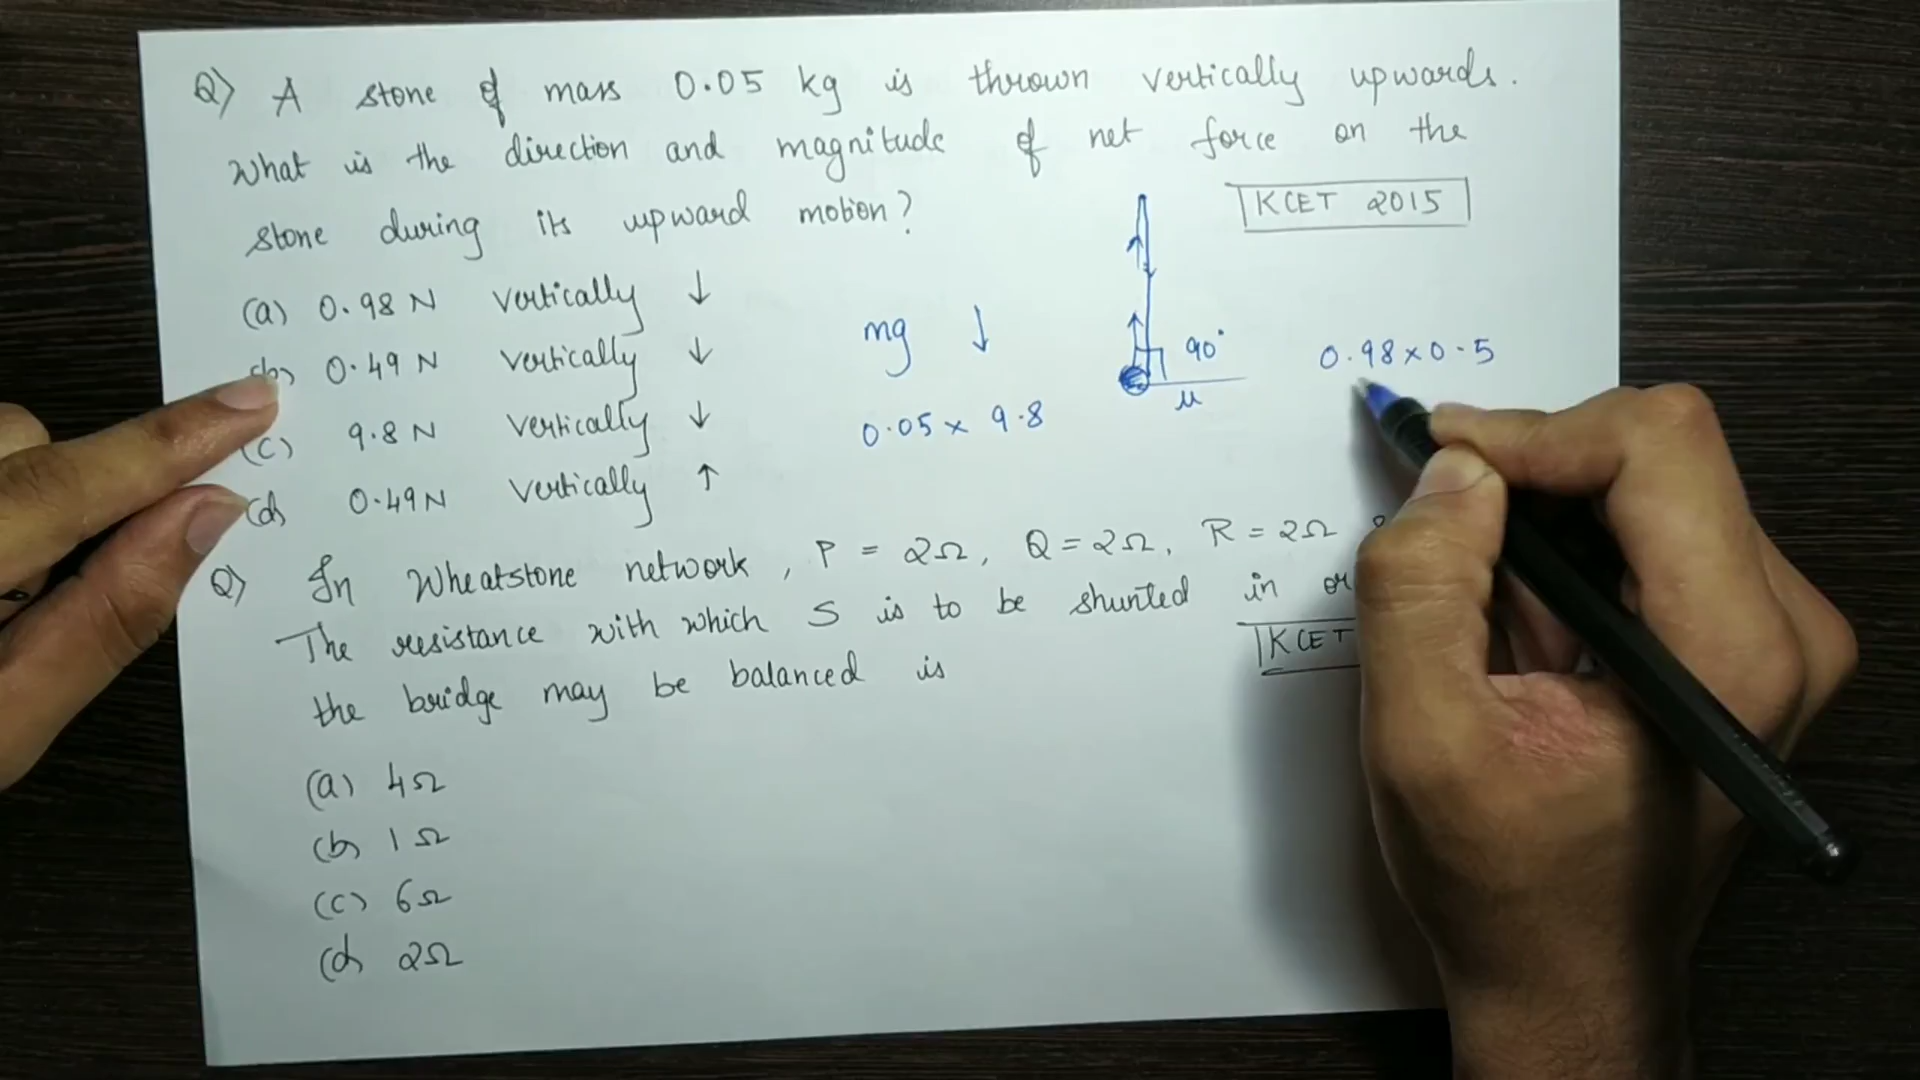 Q) A stone of mass 0.05 kg is thrown vertically upwards.
What is the direction and magnitude of net force on the
stone during its upward motion?
KCET 2015
(a) 0.98 N vertically ↓
(b) 0.49 N vertically ↓
(c) 9.8 N vertically ↓
(d) 0.49 N vertically ↑
mg ↓
0.05 × 9.8
90°
u
0.98 × 0.5
Q) In Wheatstone network, P = 2Ω, Q = 2Ω, R = 2Ω
The resistance with which S is to be shunted in or
the bridge may be balanced is
KCET
(a) 4Ω
(b) 1Ω
(c) 6Ω
(d) 2Ω